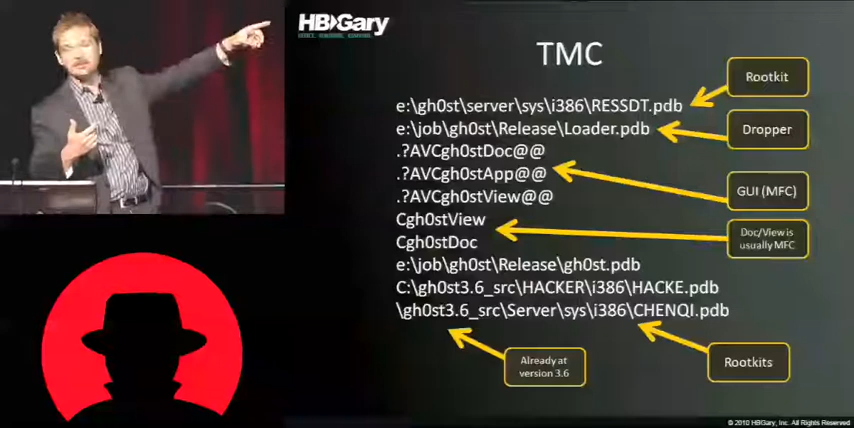 HBGary
TMC
e:\gh0st\server\sys\i386\RESSDT.pdb
Rootkit
e:\job\gh0st\Release\Loader.pdb
Dropper
.?AVCgh0stDoc@@
.?AVCgh0stApp@@
.?AVCgh0stView@@
GUI (MFC)
Cgh0stView
Cgh0stDoc
Doc/View is
usually MFC
e:\job\gh0st\Release\gh0st.pdb
C:\gh0st3.6_src\HACKER\i386\HACKE.pdb
\gh0st3.6_src\Server\sys\i386\CHENQI.pdb
Already at
version 3.6
Rootkits
© 2010 HBGary, Inc. All Rights Reserved